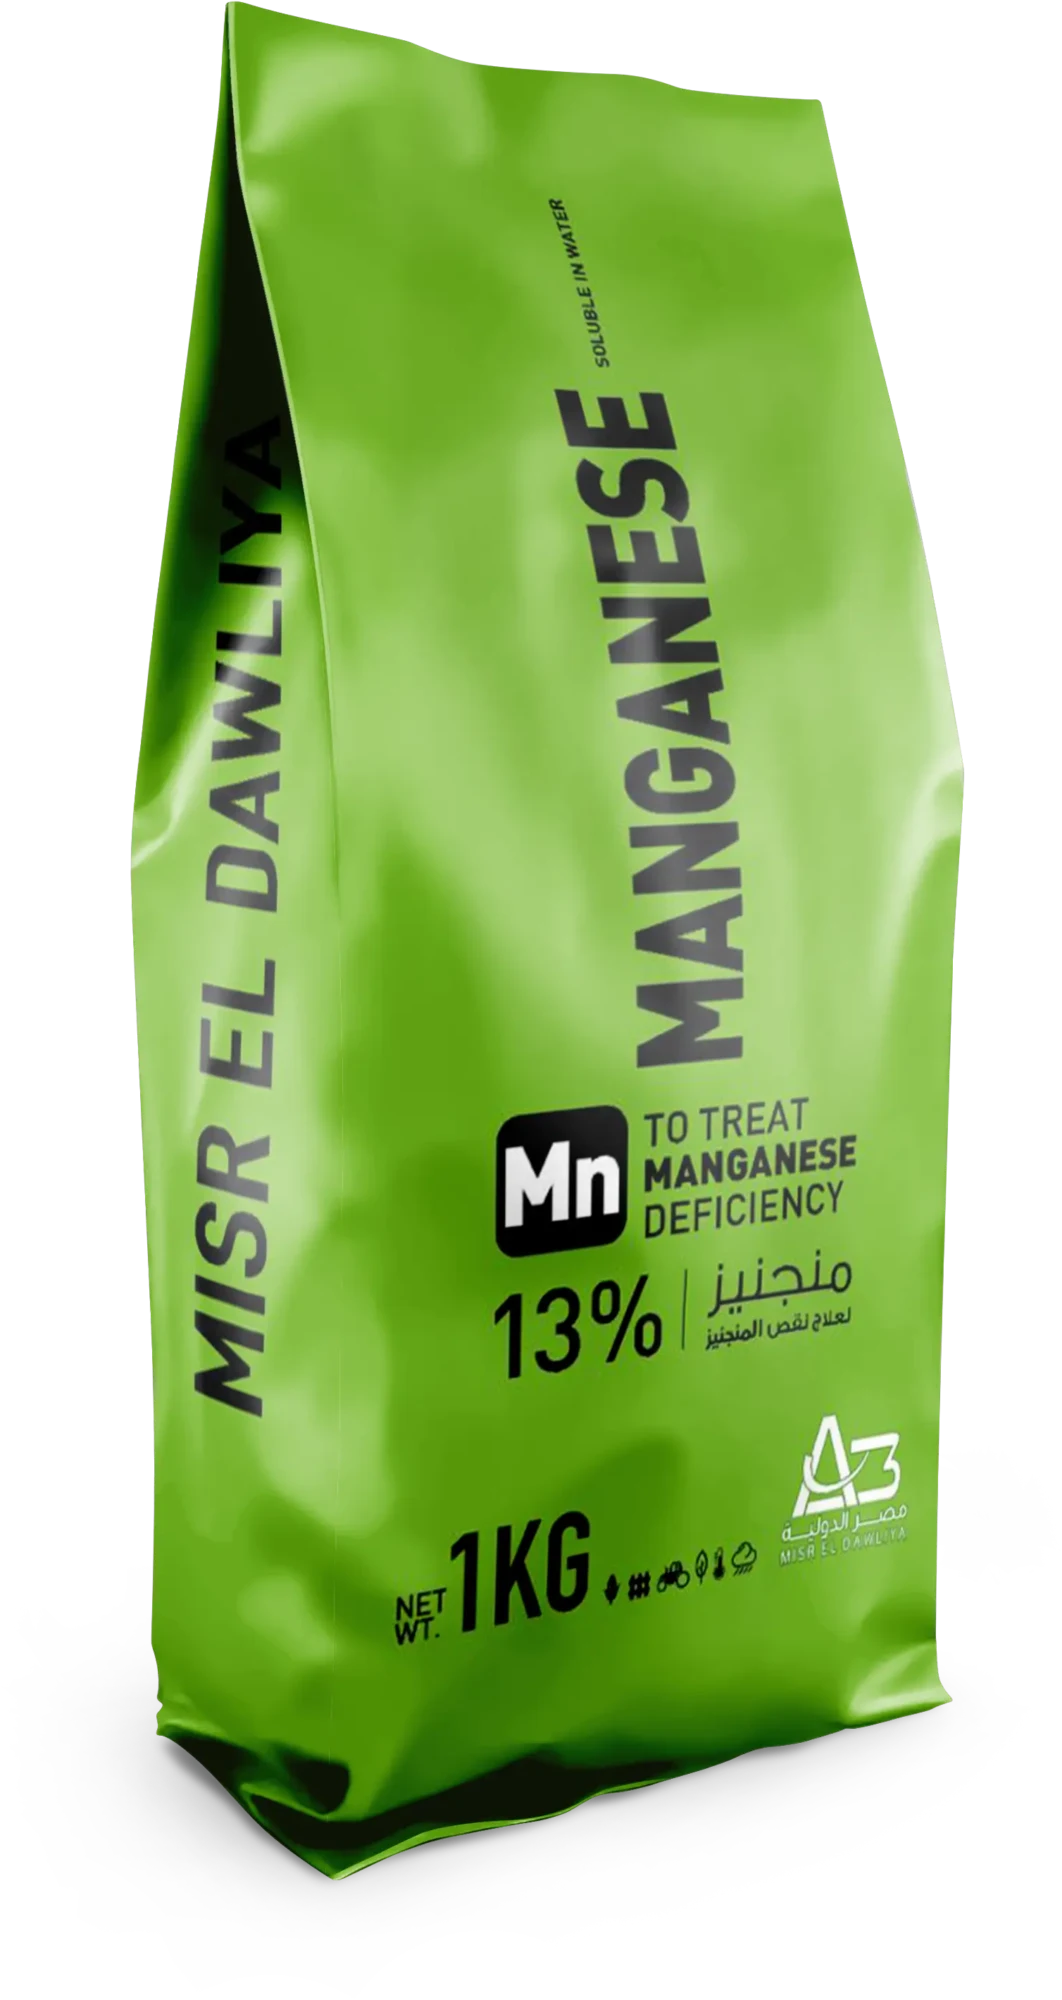 MISR EL DAWLIYA
MANGANESE
SOLUBLE IN WATER
Mn
TO TREAT
MANGANESE
DEFICIENCY
13%
منجنيز
لعلاج نقص المنجنيز
A3
مصر الدولية
MISR EL DAWLIYA
NET
WT.
1KG